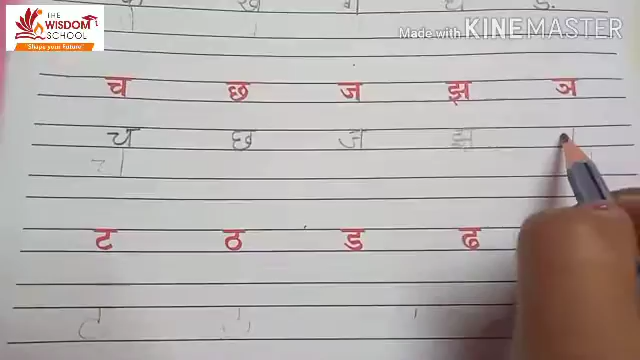 THE
WISDOM
SCHOOL
"Shape your Future"
Made with KINEMASTER
च छ ज झ ञ
च छ ज झ
ट ठ ड ढ